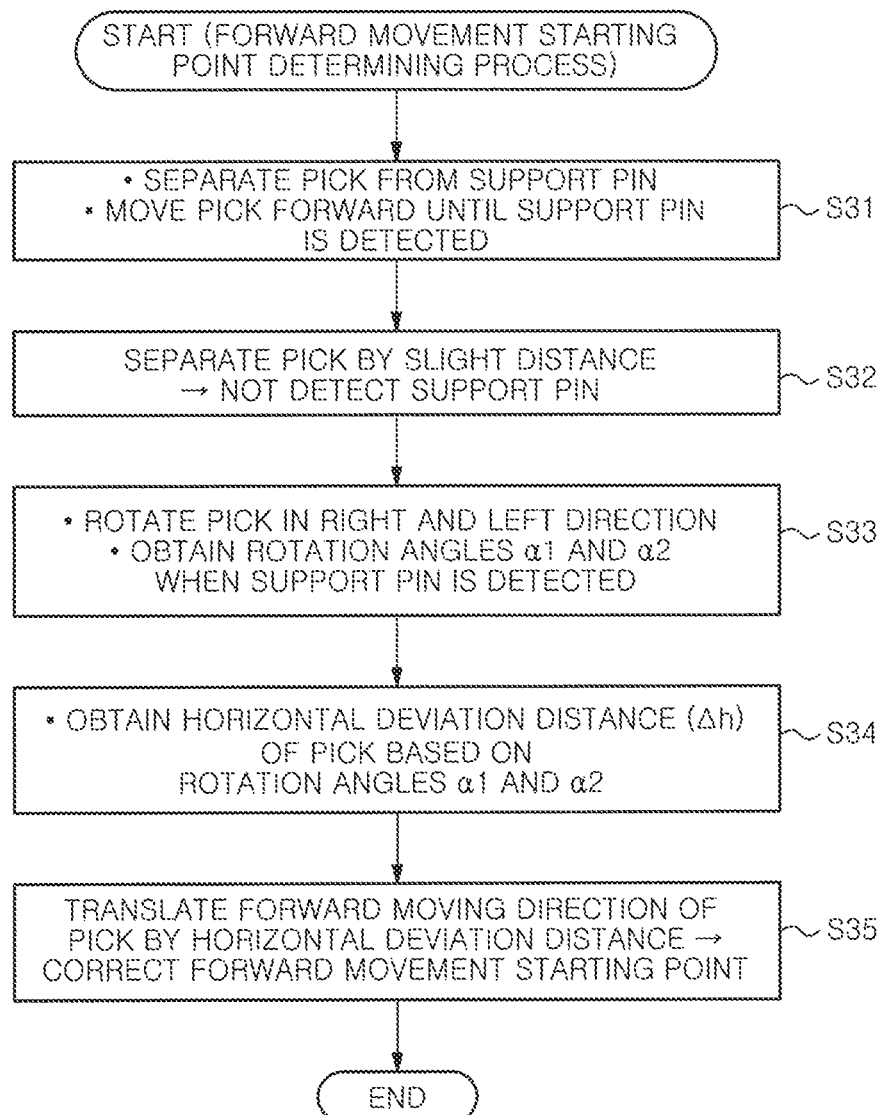 START (FORWARD MOVEMENT STARTING
POINT DETERMINING PROCESS)
• SEPARATE PICK FROM SUPPORT PIN
• MOVE PICK FORWARD UNTIL SUPPORT PIN
IS DETECTED
S31
SEPARATE PICK BY SLIGHT DISTANCE
→ NOT DETECT SUPPORT PIN
S32
• ROTATE PICK IN RIGHT AND LEFT DIRECTION
• OBTAIN ROTATION ANGLES α1 AND α2
WHEN SUPPORT PIN IS DETECTED
S33
• OBTAIN HORIZONTAL DEVIATION DISTANCE (Δh)
OF PICK BASED ON
ROTATION ANGLES α1 AND α2
S34
TRANSLATE FORWARD MOVING DIRECTION OF
PICK BY HORIZONTAL DEVIATION DISTANCE →
CORRECT FORWARD MOVEMENT STARTING POINT
S35
END